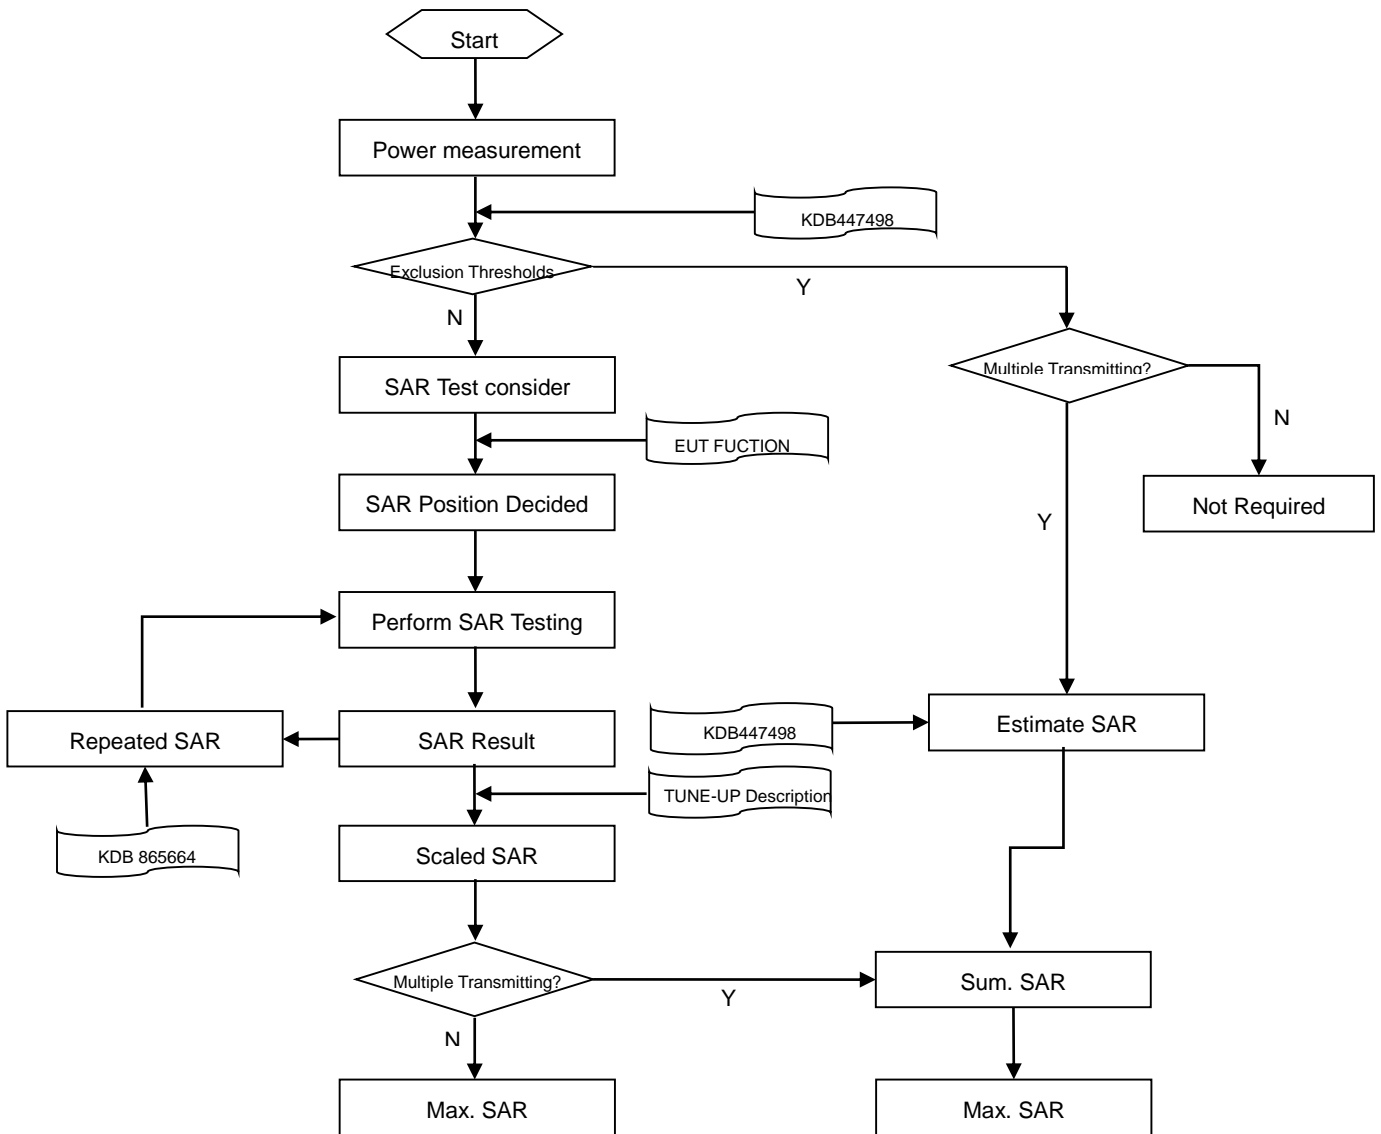 Start
Power measurement
KDB447498
Exclusion Thresholds
Y
N
Multiple Transmitting?
SAR Test consider
N
EUT FUCTION
SAR Position Decided
Not Required
Y
Perform SAR Testing
Repeated SAR
SAR Result
KDB447498
Estimate SAR
TUNE-UP Description
KDB 865664
Scaled SAR
Multiple Transmitting?
Y
Sum. SAR
N
Max. SAR
Max. SAR